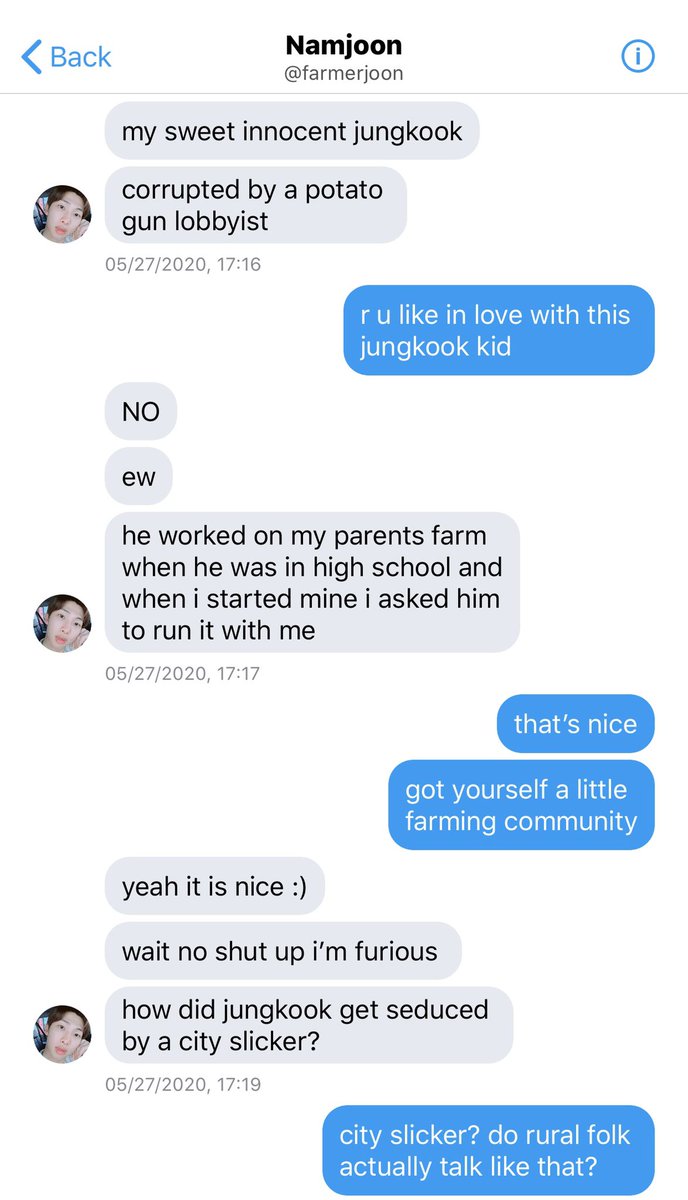 Back
Namjoon
@farmerjoon
my sweet innocent jungkook
corrupted by a potato
gun lobbyist
05/27/2020, 17:16
r u like in love with this
jungkook kid
NO
ew
he worked on my parents farm
when he was in high school and
when i started mine i asked him
to run it with me
05/27/2020, 17:17
that’s nice
got yourself a little
farming community
yeah it is nice :)
wait no shut up i’m furious
how did jungkook get seduced
by a city slicker?
05/27/2020, 17:19
city slicker? do rural folk
actually talk like that?